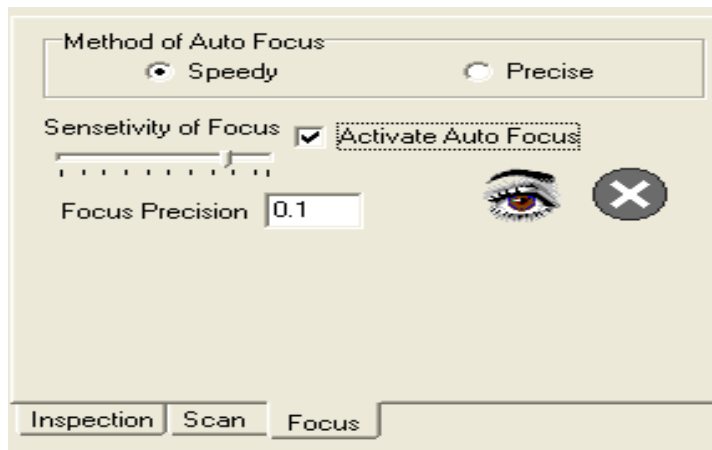 Method of Auto Focus
Speedy Precise
Sensetivity of Focus Activate Auto Focus
Focus Precision 0.1
Inspection Scan Focus